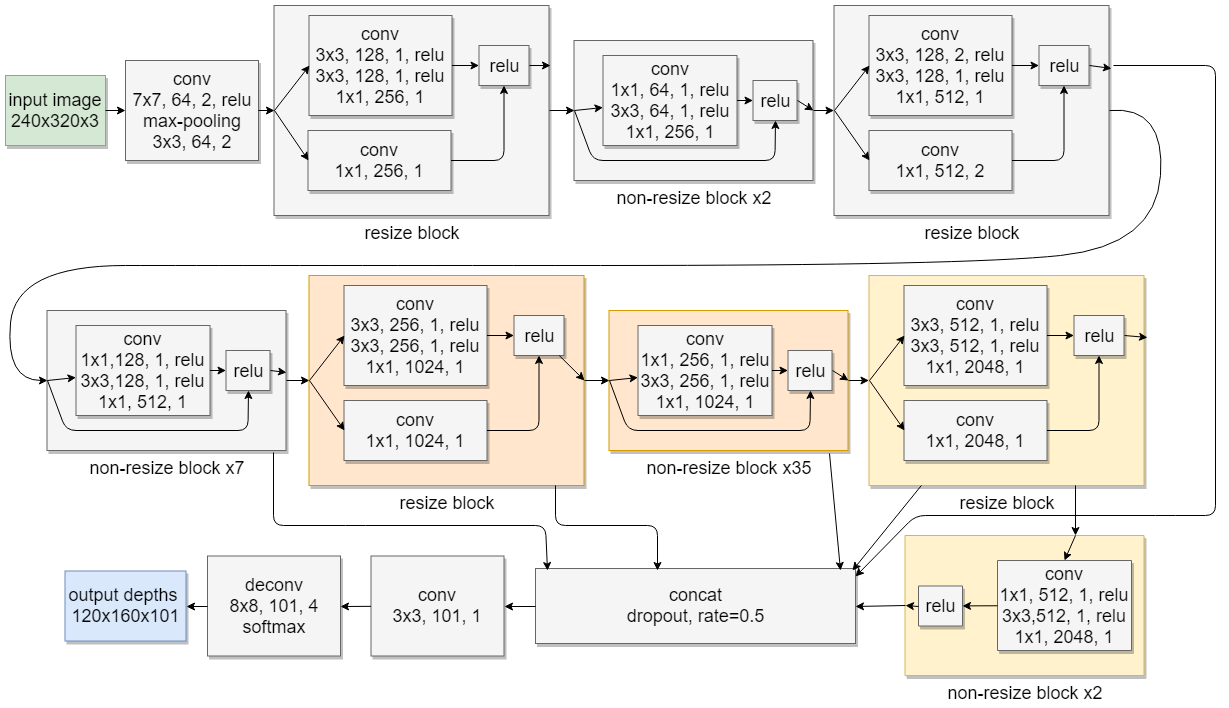 input image
240x320x3
conv
7x7, 64, 2, relu
max-pooling
3x3, 64, 2
conv
3x3, 128, 1, relu
3x3, 128, 1, relu
1x1, 256, 1
relu
conv
1x1, 256, 1
resize block
conv
1x1, 64, 1, relu
3x3, 64, 1, relu
1x1, 256, 1
relu
non-resize block x2
conv
3x3, 128, 2, relu
3x3, 128, 1, relu
1x1, 512, 1
relu
conv
1x1, 512, 2
resize block
conv
1x1,128, 1, relu
3x3,128, 1, relu
1x1, 512, 1
relu
non-resize block x7
conv
3x3, 256, 1, relu
3x3, 256, 1, relu
1x1, 1024, 1
relu
conv
1x1, 1024, 1
resize block
conv
1x1, 256, 1, relu
3x3, 256, 1, relu
1x1, 1024, 1
relu
non-resize block x35
conv
3x3, 512, 1, relu
3x3, 512, 1, relu
1x1, 2048, 1
relu
conv
1x1, 2048, 1
resize block
output depths
120x160x101
deconv
8x8, 101, 4
softmax
conv
3x3, 101, 1
concat
dropout, rate=0.5
relu
conv
1x1, 512, 1, relu
3x3,512, 1, relu
1x1, 2048, 1
non-resize block x2